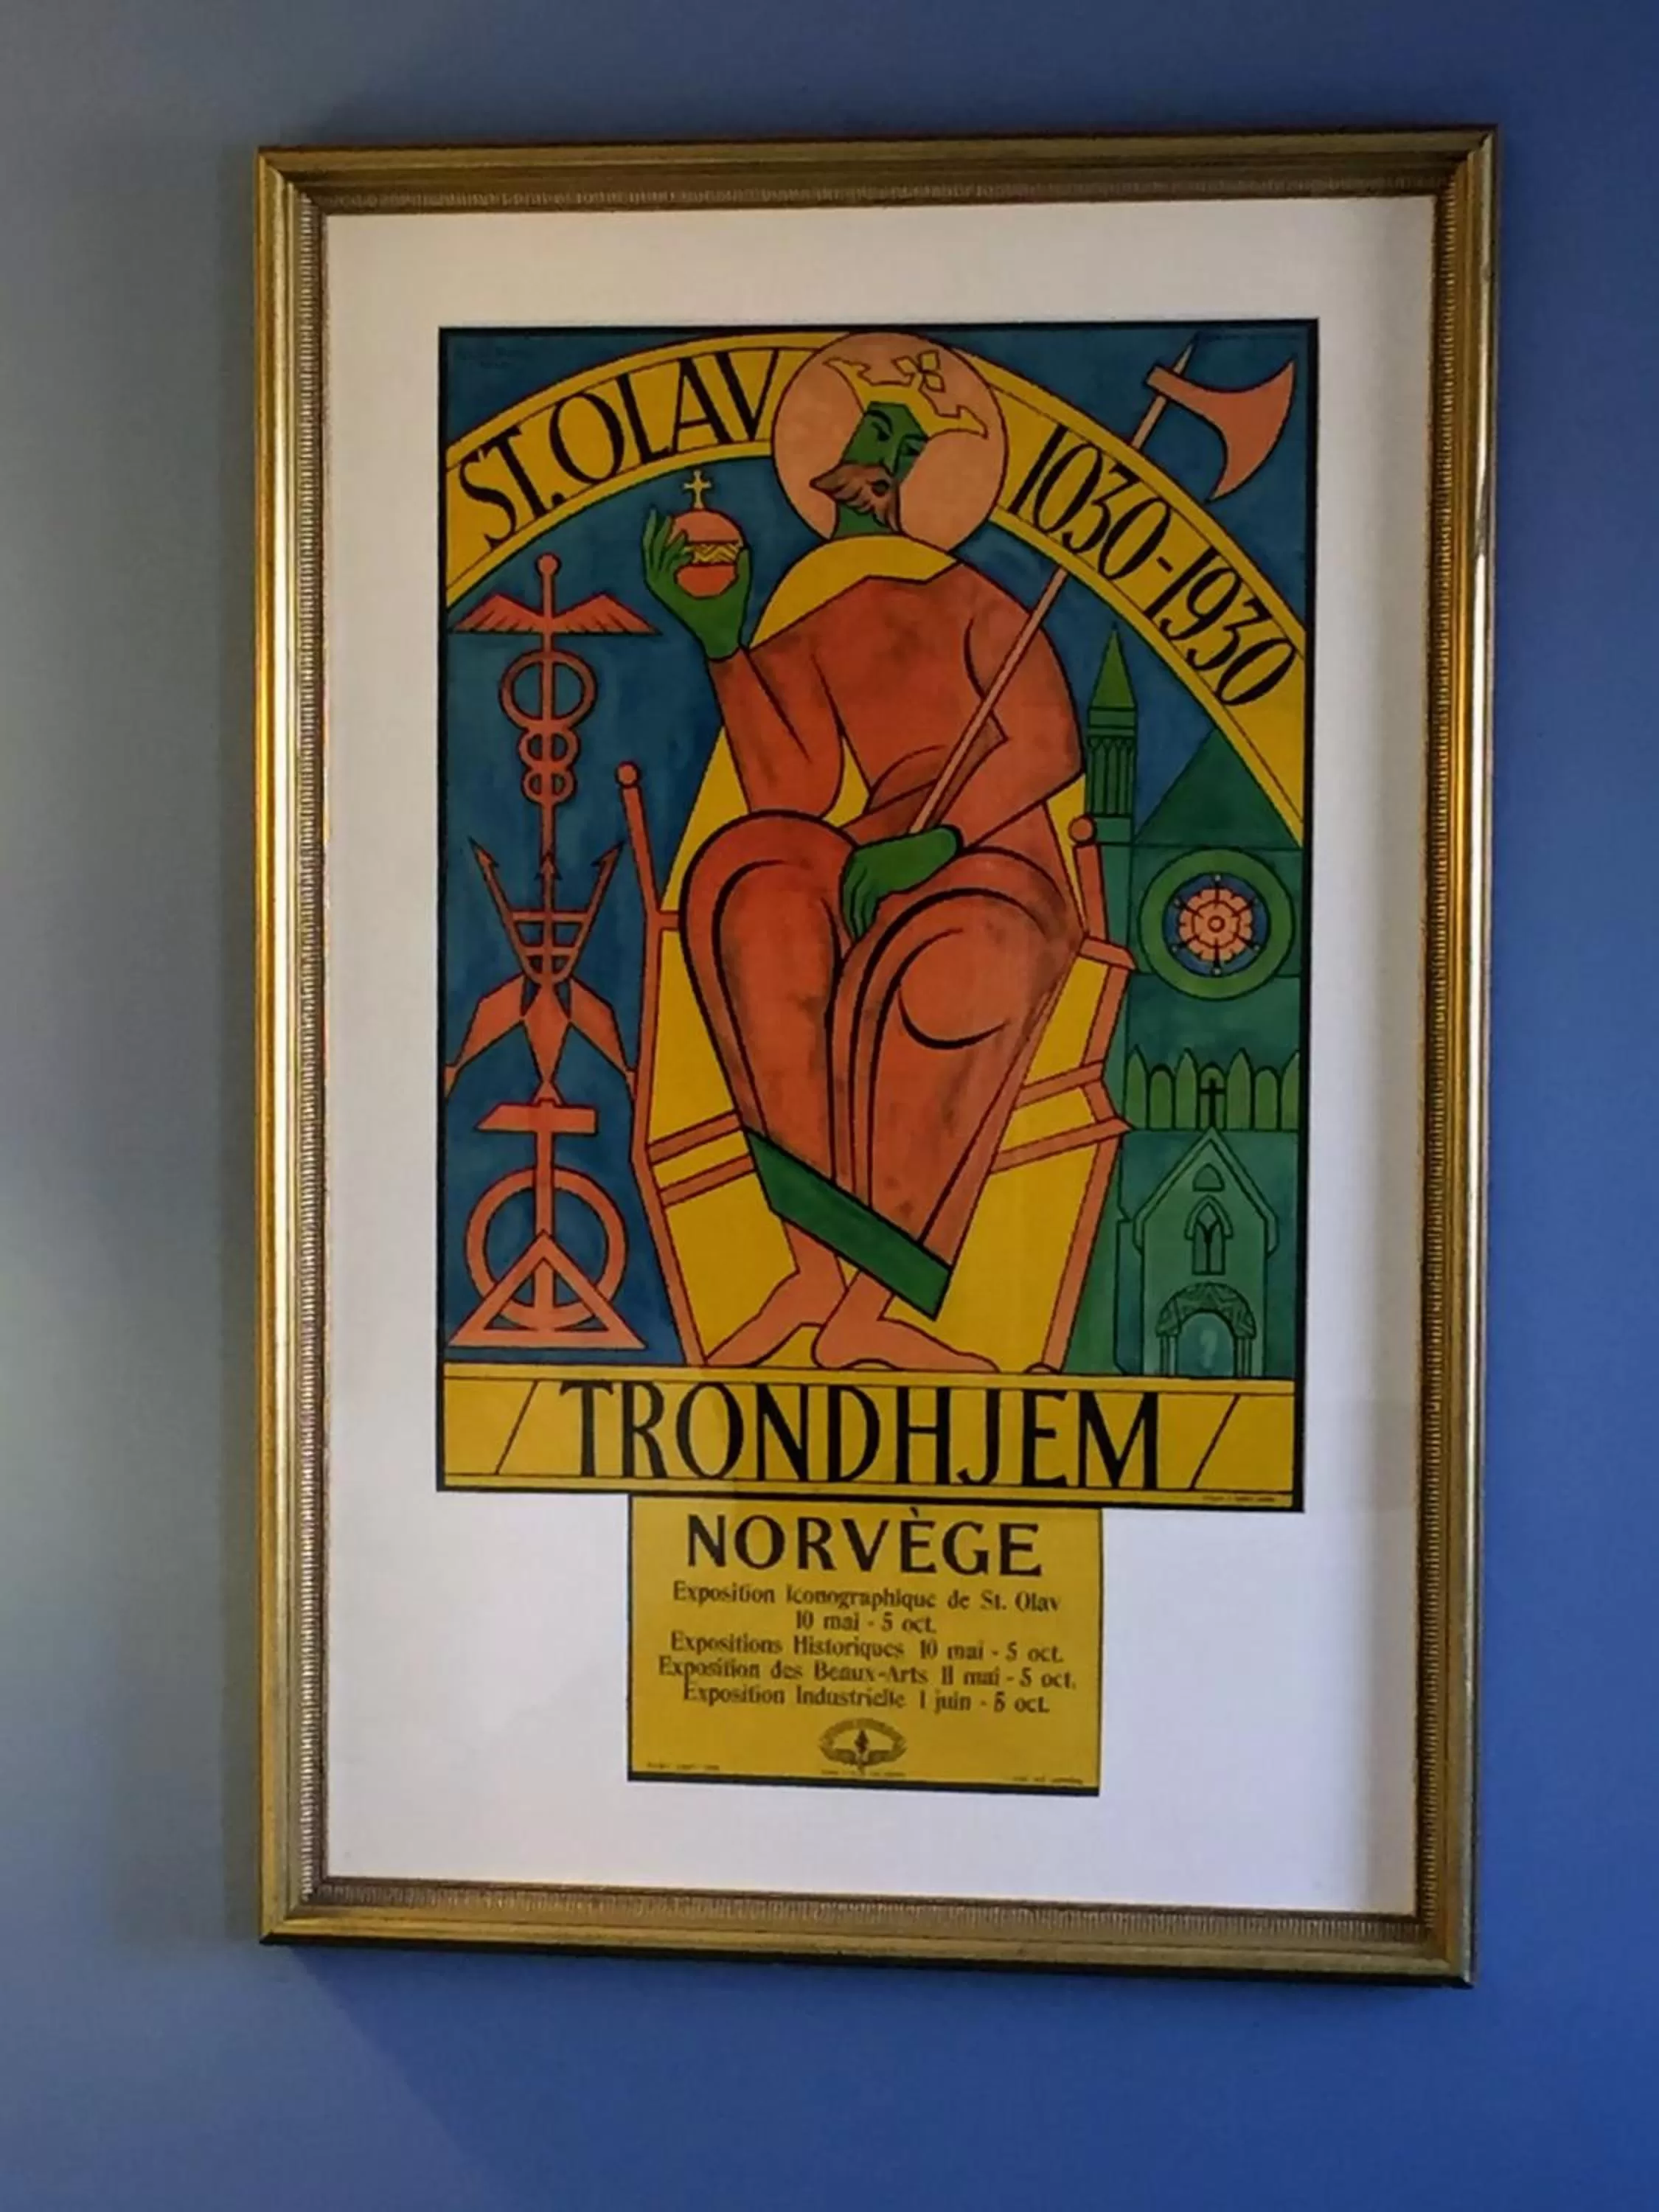 ST. OLAV 1030-1930
TRONDHJEM
NORVÈGE
Exposition Iconographique de St. Olav
10 mai - 5 oct.
Expositions Historiques 10 mai - 5 oct.
Exposition des Beaux-Arts 11 mai - 5 oct.
Exposition Industrielle 1 juin - 5 oct.